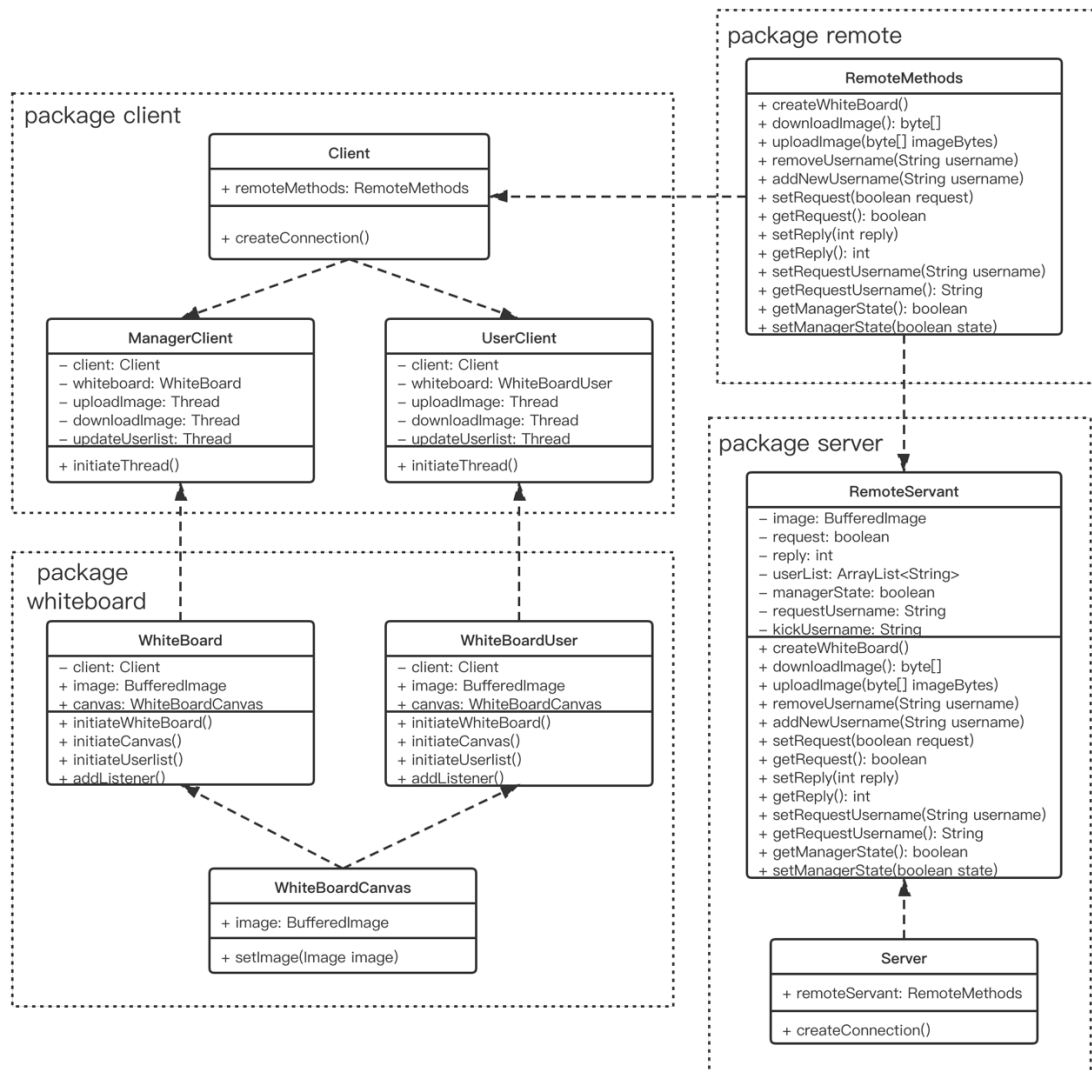 package remote
RemoteMethods
+ createWhiteBoard()
+ downloadImage(): byte[]
+ uploadImage(byte[] imageBytes)
+ removeUsername(String username)
+ addNewUsername(String username)
+ setRequest(boolean request)
+ getRequest(): boolean
+ setReply(int reply)
+ getReply(): int
+ setRequestUsername(String username)
+ getRequestUsername(): String
+ getManagerState(): boolean
+ setManagerState(boolean state)
package client
Client
+ remoteMethods: RemoteMethods
+ createConnection()
ManagerClient
– client: Client
– whiteboard: WhiteBoard
– uploadImage: Thread
– downloadImage: Thread
– updateUserlist: Thread
+ initiateThread()
UserClient
– client: Client
– whiteboard: WhiteBoardUser
– uploadImage: Thread
– downloadImage: Thread
– updateUserlist: Thread
+ initiateThread()
package server
RemoteServant
– image: BufferedImage
– request: boolean
– reply: int
– userList: ArrayList<String>
– managerState: boolean
– requestUsername: String
– kickUsername: String
+ createWhiteBoard()
+ downloadImage(): byte[]
+ uploadImage(byte[] imageBytes)
+ removeUsername(String username)
+ addNewUsername(String username)
+ setRequest(boolean request)
+ getRequest(): boolean
+ setReply(int reply)
+ getReply(): int
+ setRequestUsername(String username)
+ getRequestUsername(): String
+ getManagerState(): boolean
+ setManagerState(boolean state)
Server
+ remoteServant: RemoteMethods
+ createConnection()
package
whiteboard
WhiteBoard
– client: Client
+ image: BufferedImage
+ canvas: WhiteBoardCanvas
+ initiateWhiteBoard()
+ initiateCanvas()
+ initiateUserlist()
+ addListener()
WhiteBoardUser
– client: Client
+ image: BufferedImage
+ canvas: WhiteBoardCanvas
+ initiateWhiteBoard()
+ initiateCanvas()
+ initiateUserlist()
+ addListener()
WhiteBoardCanvas
+ image: BufferedImage
+ setImage(Image image)